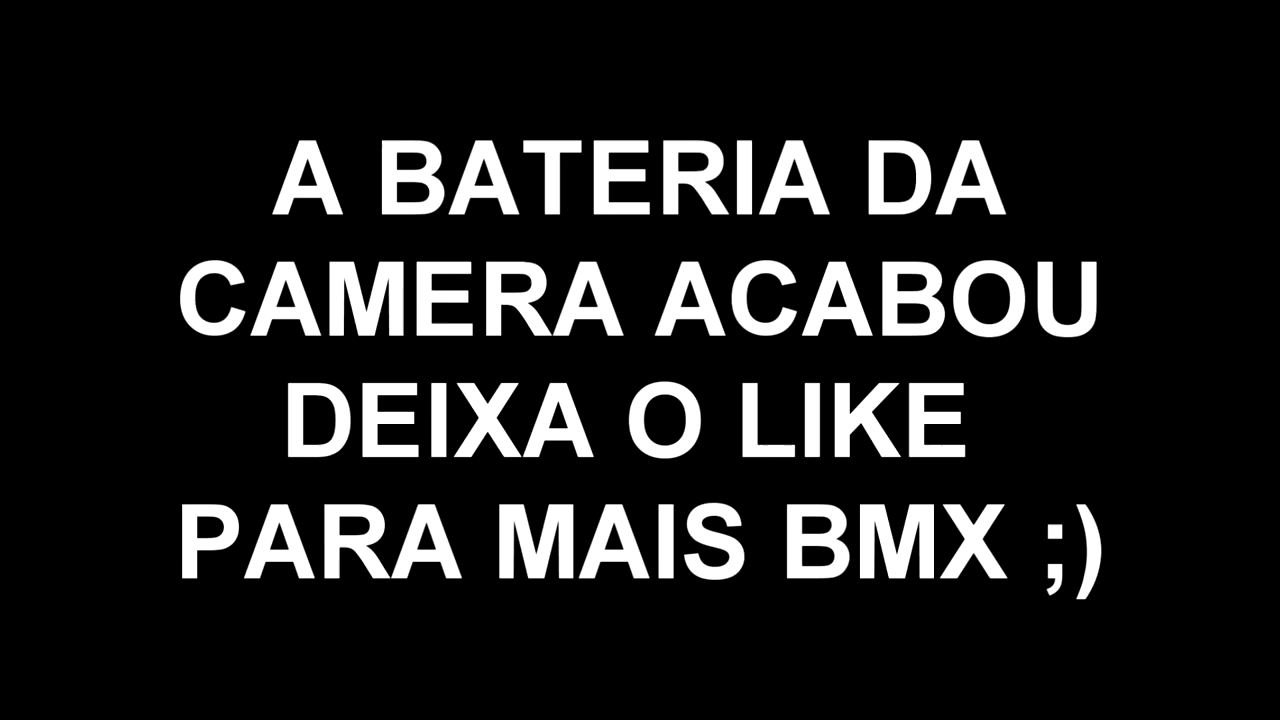 A BATERIA DA
CAMERA ACABOU
DEIXA O LIKE
PARA MAIS BMX ;)